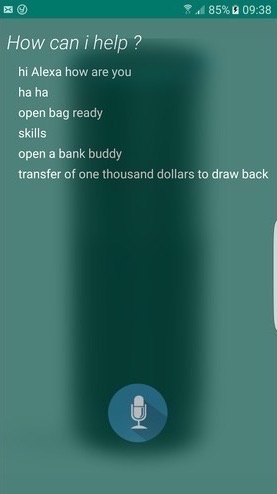 85% 09:38
How can i help ?
hi Alexa how are you
ha ha
open bag ready
skills
open a bank buddy
transfer of one thousand dollars to draw back